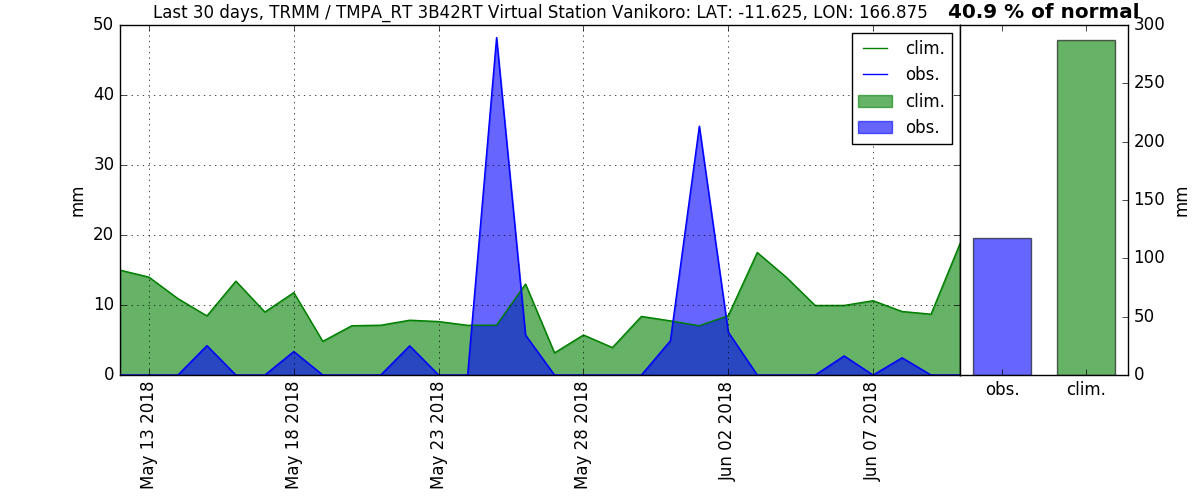 Last 30 days, TRMM / TMPA_RT 3B42RT Virtual Station Vanikoro: LAT: -11.625, LON: 166.875
40.9 % of normal
50
40
30
20
10
0
mm
clim.
obs.
clim.
obs.
May 13 2018
May 18 2018
May 23 2018
May 28 2018
Jun 02 2018
Jun 07 2018
300
250
200
150
100
50
0
mm
obs.
clim.